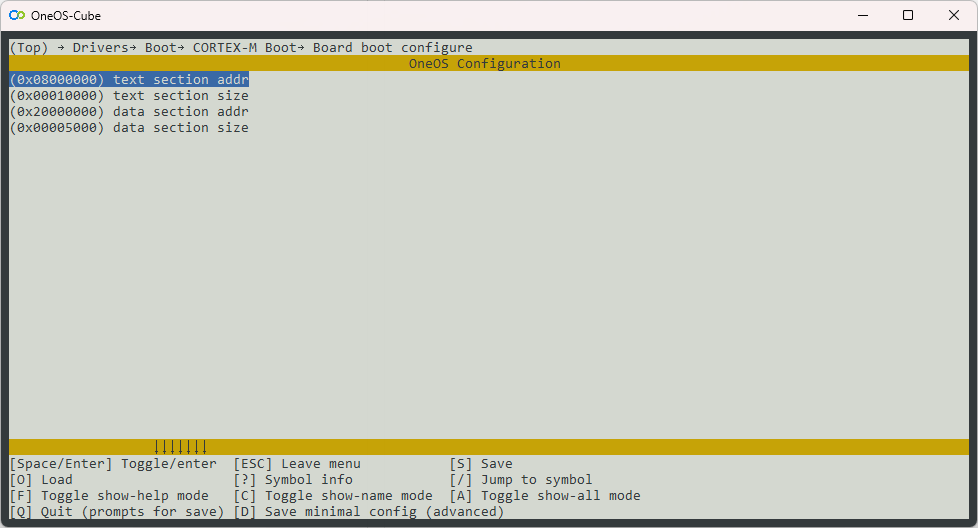 OneOS-Cube
(Top) → Drivers→ Boot→ CORTEX-M Boot→ Board boot configure
OneOS Configuration
(0x08000000) text section addr
(0x00010000) text section size
(0x20000000) data section addr
(0x00005000) data section size
↓↓↓↓↓↓↓
[Space/Enter] Toggle/enter [ESC] Leave menu [S] Save
[O] Load [?] Symbol info [/] Jump to symbol
[F] Toggle show-help mode [C] Toggle show-name mode [A] Toggle show-all mode
[Q] Quit (prompts for save) [D] Save minimal config (advanced)